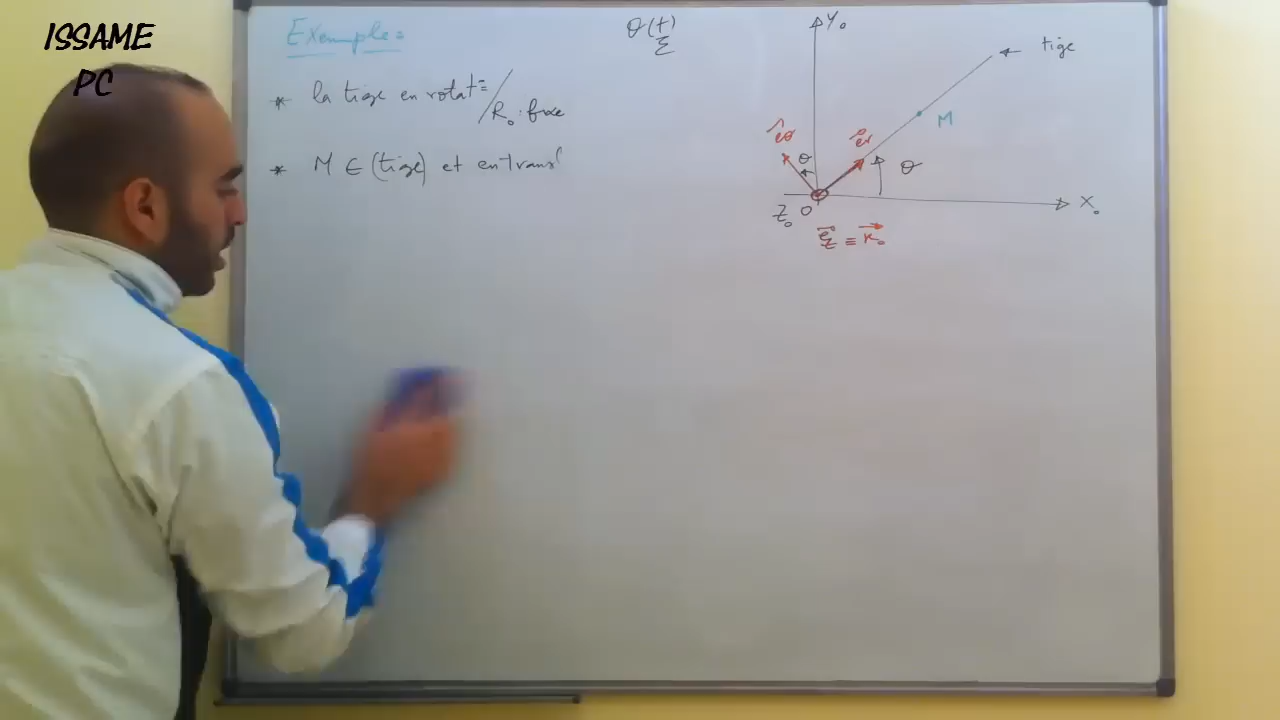 ISSAME
PC
Exemple:
* la tige en rotat= / R₀: fixe
* M ∈ (tige) et en transl
θ(t)
Y₀
tige
M
e⃗θ
θ
e⃗r
θ
Z₀
O
X₀
e⃗z ≡ k⃗₀